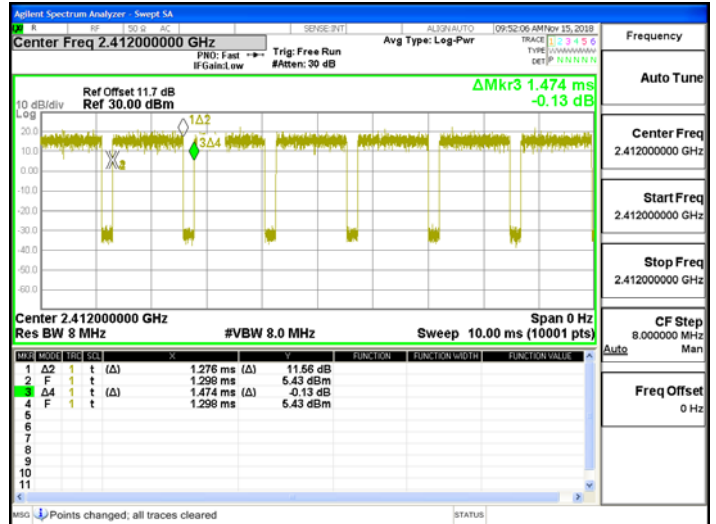 Agilent Spectrum Analyzer - Swept SA
R RF 50 Ω AC SENSE:INT ALIGNAUTO 09:52:06 AM Nov 15, 2018
Center Freq 2.412000000 GHz
PNO: Fast
IFGain:Low
Trig: Free Run
#Atten: 30 dB
Avg Type: Log-Pwr
TRACE 1 2 3 4 5 6
TYPE WWWWWW
DET P N N N N N
Ref Offset 11.7 dB
Ref 30.00 dBm
10 dB/div
Log
ΔMkr3 1.474 ms
-0.13 dB
20.0
10.0
0.00
-10.0
-20.0
-30.0
-40.0
-50.0
-60.0
1Δ2
3Δ4
Center 2.412000000 GHz Span 0 Hz
Res BW 8 MHz #VBW 8.0 MHz Sweep 10.00 ms (10001 pts)
MKR MODE TRC SCL X Y FUNCTION FUNCTION WIDTH FUNCTION VALUE
1 Δ2 1 t (Δ) 1.276 ms (Δ) 11.56 dB
2 F 1 t 1.298 ms 5.43 dBm
3 Δ4 1 t (Δ) 1.474 ms (Δ) -0.13 dB
4 F 1 t 1.298 ms 5.43 dBm
5
6
7
8
9
10
11
MSG Points changed; all traces cleared STATUS
Frequency
Auto Tune
Center Freq
2.412000000 GHz
Start Freq
2.412000000 GHz
Stop Freq
2.412000000 GHz
CF Step
8.000000 MHz
Auto Man
Freq Offset
0 Hz